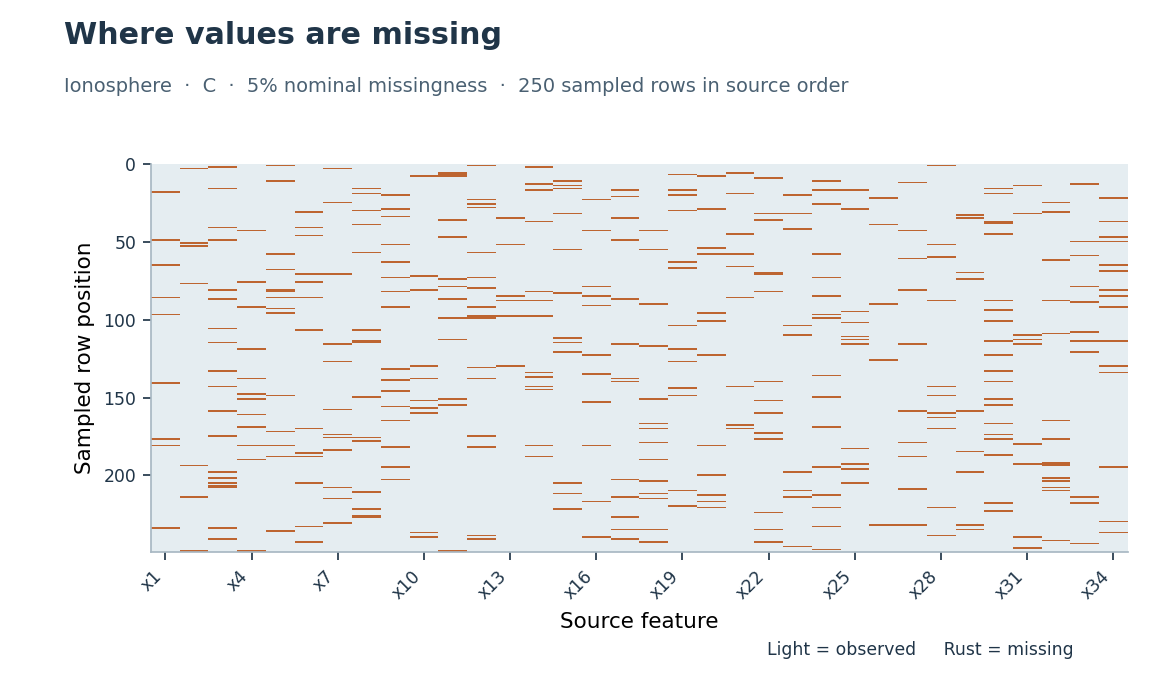 Where values are missing
Ionosphere · C · 5% nominal missingness · 250 sampled rows in source order
0
50
100
150
200
Sampled row position
x1
x4
x7
x10
x13
x16
x19
x22
x25
x28
x31
x34
Source feature
Light = observed Rust = missing